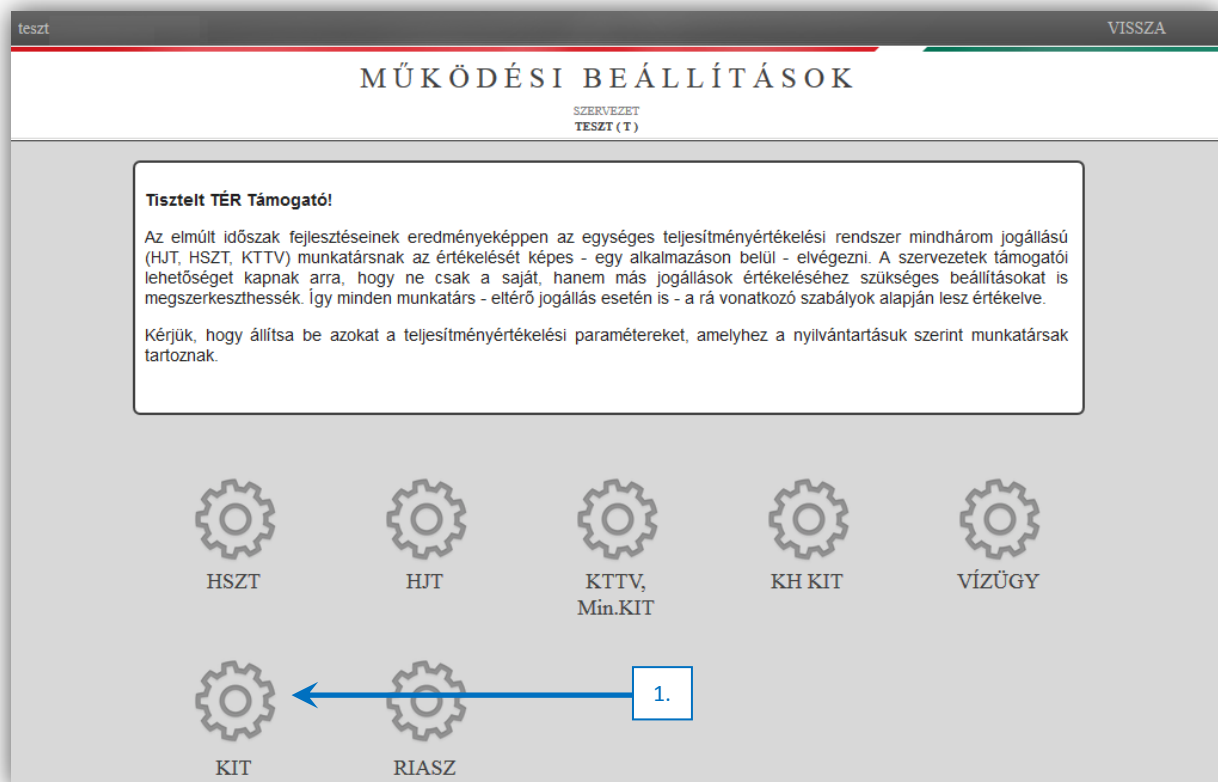 teszt VISSZA
MŰKÖDÉSI BEÁLLÍTÁSOK
SZERVEZET
TESZT ( T )
Tisztelt TÉR Támogató!
Az elmúlt időszak fejlesztéseinek eredményeképpen az egységes teljesítményértékelési rendszer mindhárom jogállású
(HJT, HSZT, KTTV) munkatársnak az értékelését képes - egy alkalmazáson belül - elvégezni. A szervezetek támogatói
lehetőséget kapnak arra, hogy ne csak a saját, hanem más jogállások értékeléséhez szükséges beállításokat is
megszerkeszthessék. Így minden munkatárs - eltérő jogállás esetén is - a rá vonatkozó szabályok alapján lesz értékelve.
Kérjük, hogy állítsa be azokat a teljesítményértékelési paramétereket, amelyhez a nyilvántartásuk szerint munkatársak
tartoznak.
HSZT HJT KTTV, KH KIT VÍZÜGY
Min.KIT
1.
KIT RIASZ